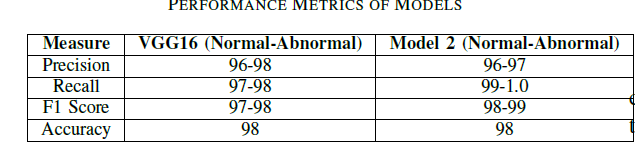 PERFORMANCE METRICS OF MODELS
Measure VGG16 (Normal-Abnormal) Model 2 (Normal-Abnormal)
Precision 96-98 96-97
Recall 97-98 99-1.0
F1 Score 97-98 98-99
Accuracy 98 98